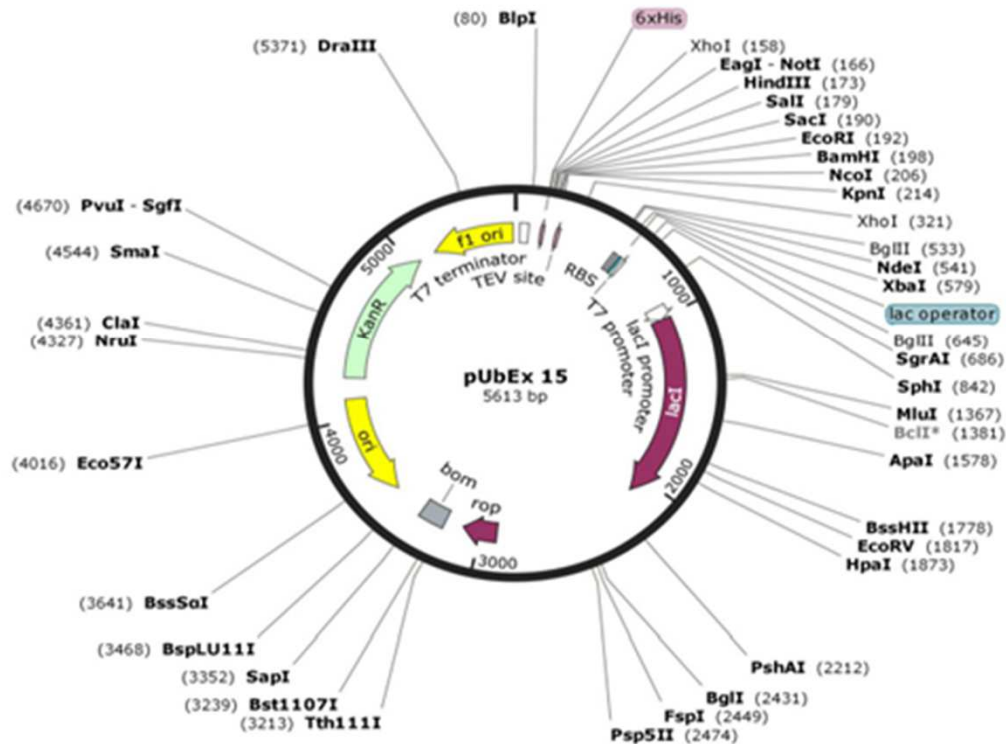 (80) BlpI
6xHis
(5371) DraIII
XhoI (158)
EagI - NotI (166)
HindIII (173)
SalI (179)
SacI (190)
EcoRI (192)
BamHI (198)
NcoI (206)
KpnI (214)
XhoI (321)
BglII (533)
NdeI (541)
XbaI (579)
lac operator
BglII (645)
SgrAI (686)
SphI (842)
MluI (1367)
BclI* (1381)
ApaI (1578)
BssHII (1778)
EcoRV (1817)
HpaI (1873)
PshAI (2212)
BglI (2431)
FspI (2449)
Psp5II (2474)
(4670) PvuI - SgfI
(4544) SmaI
(4361) ClaI
(4327) NruI
(4016) Eco57I
(3641) BssSαI
(3468) BspLU11I
(3352) SapI
(3239) Bst1107I
(3213) Tth111I
f1 ori
T7 terminator
TEV site
RBS
T7 promoter
lacI promoter
lacI
KanR
ori
bom
rop
1000
2000
3000
4000
5000
pUbEx 15
5613 bp